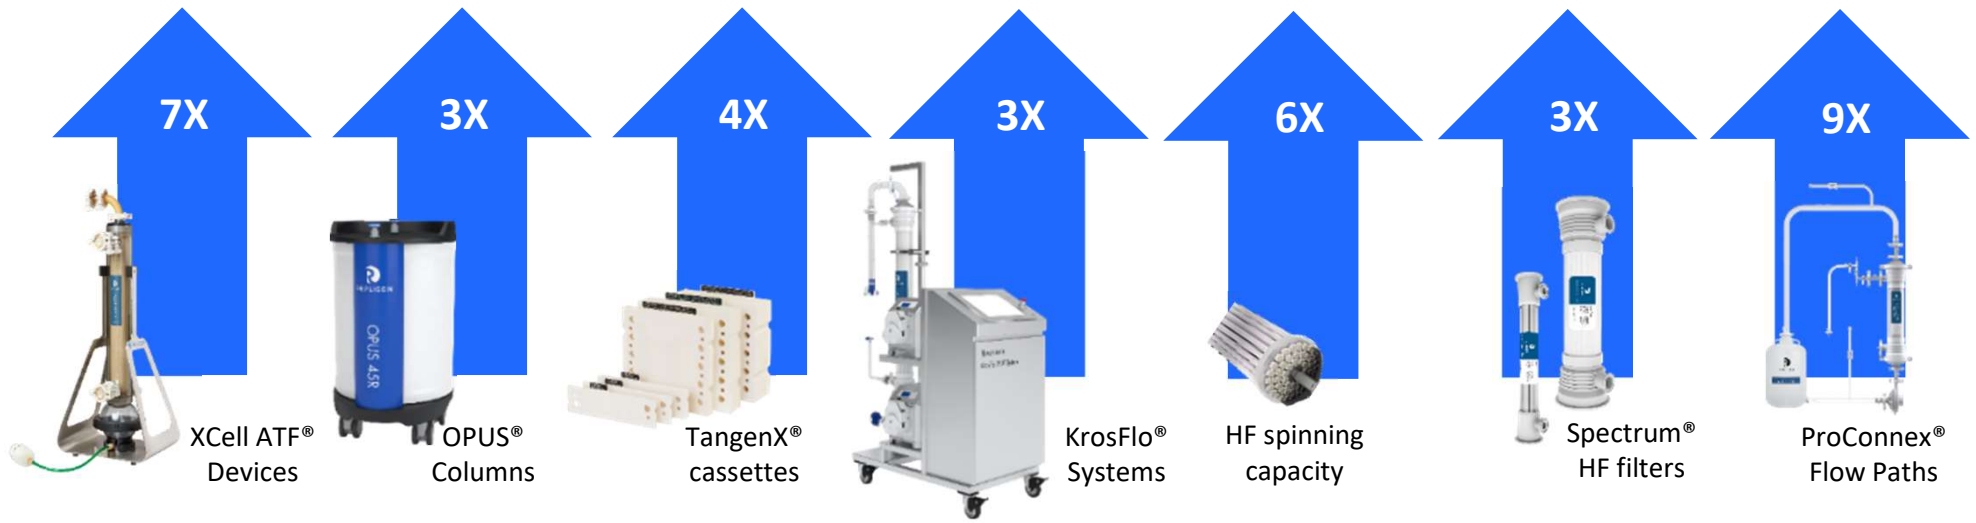 7X
3X
4X
3X
6X
3X
9X
REPLIGEN
OPUS 45R
XCell ATF®
Devices
OPUS®
Columns
TangenX®
cassettes
KrosFlo®
Systems
HF spinning
capacity
Spectrum®
HF filters
ProConnex®
Flow Paths